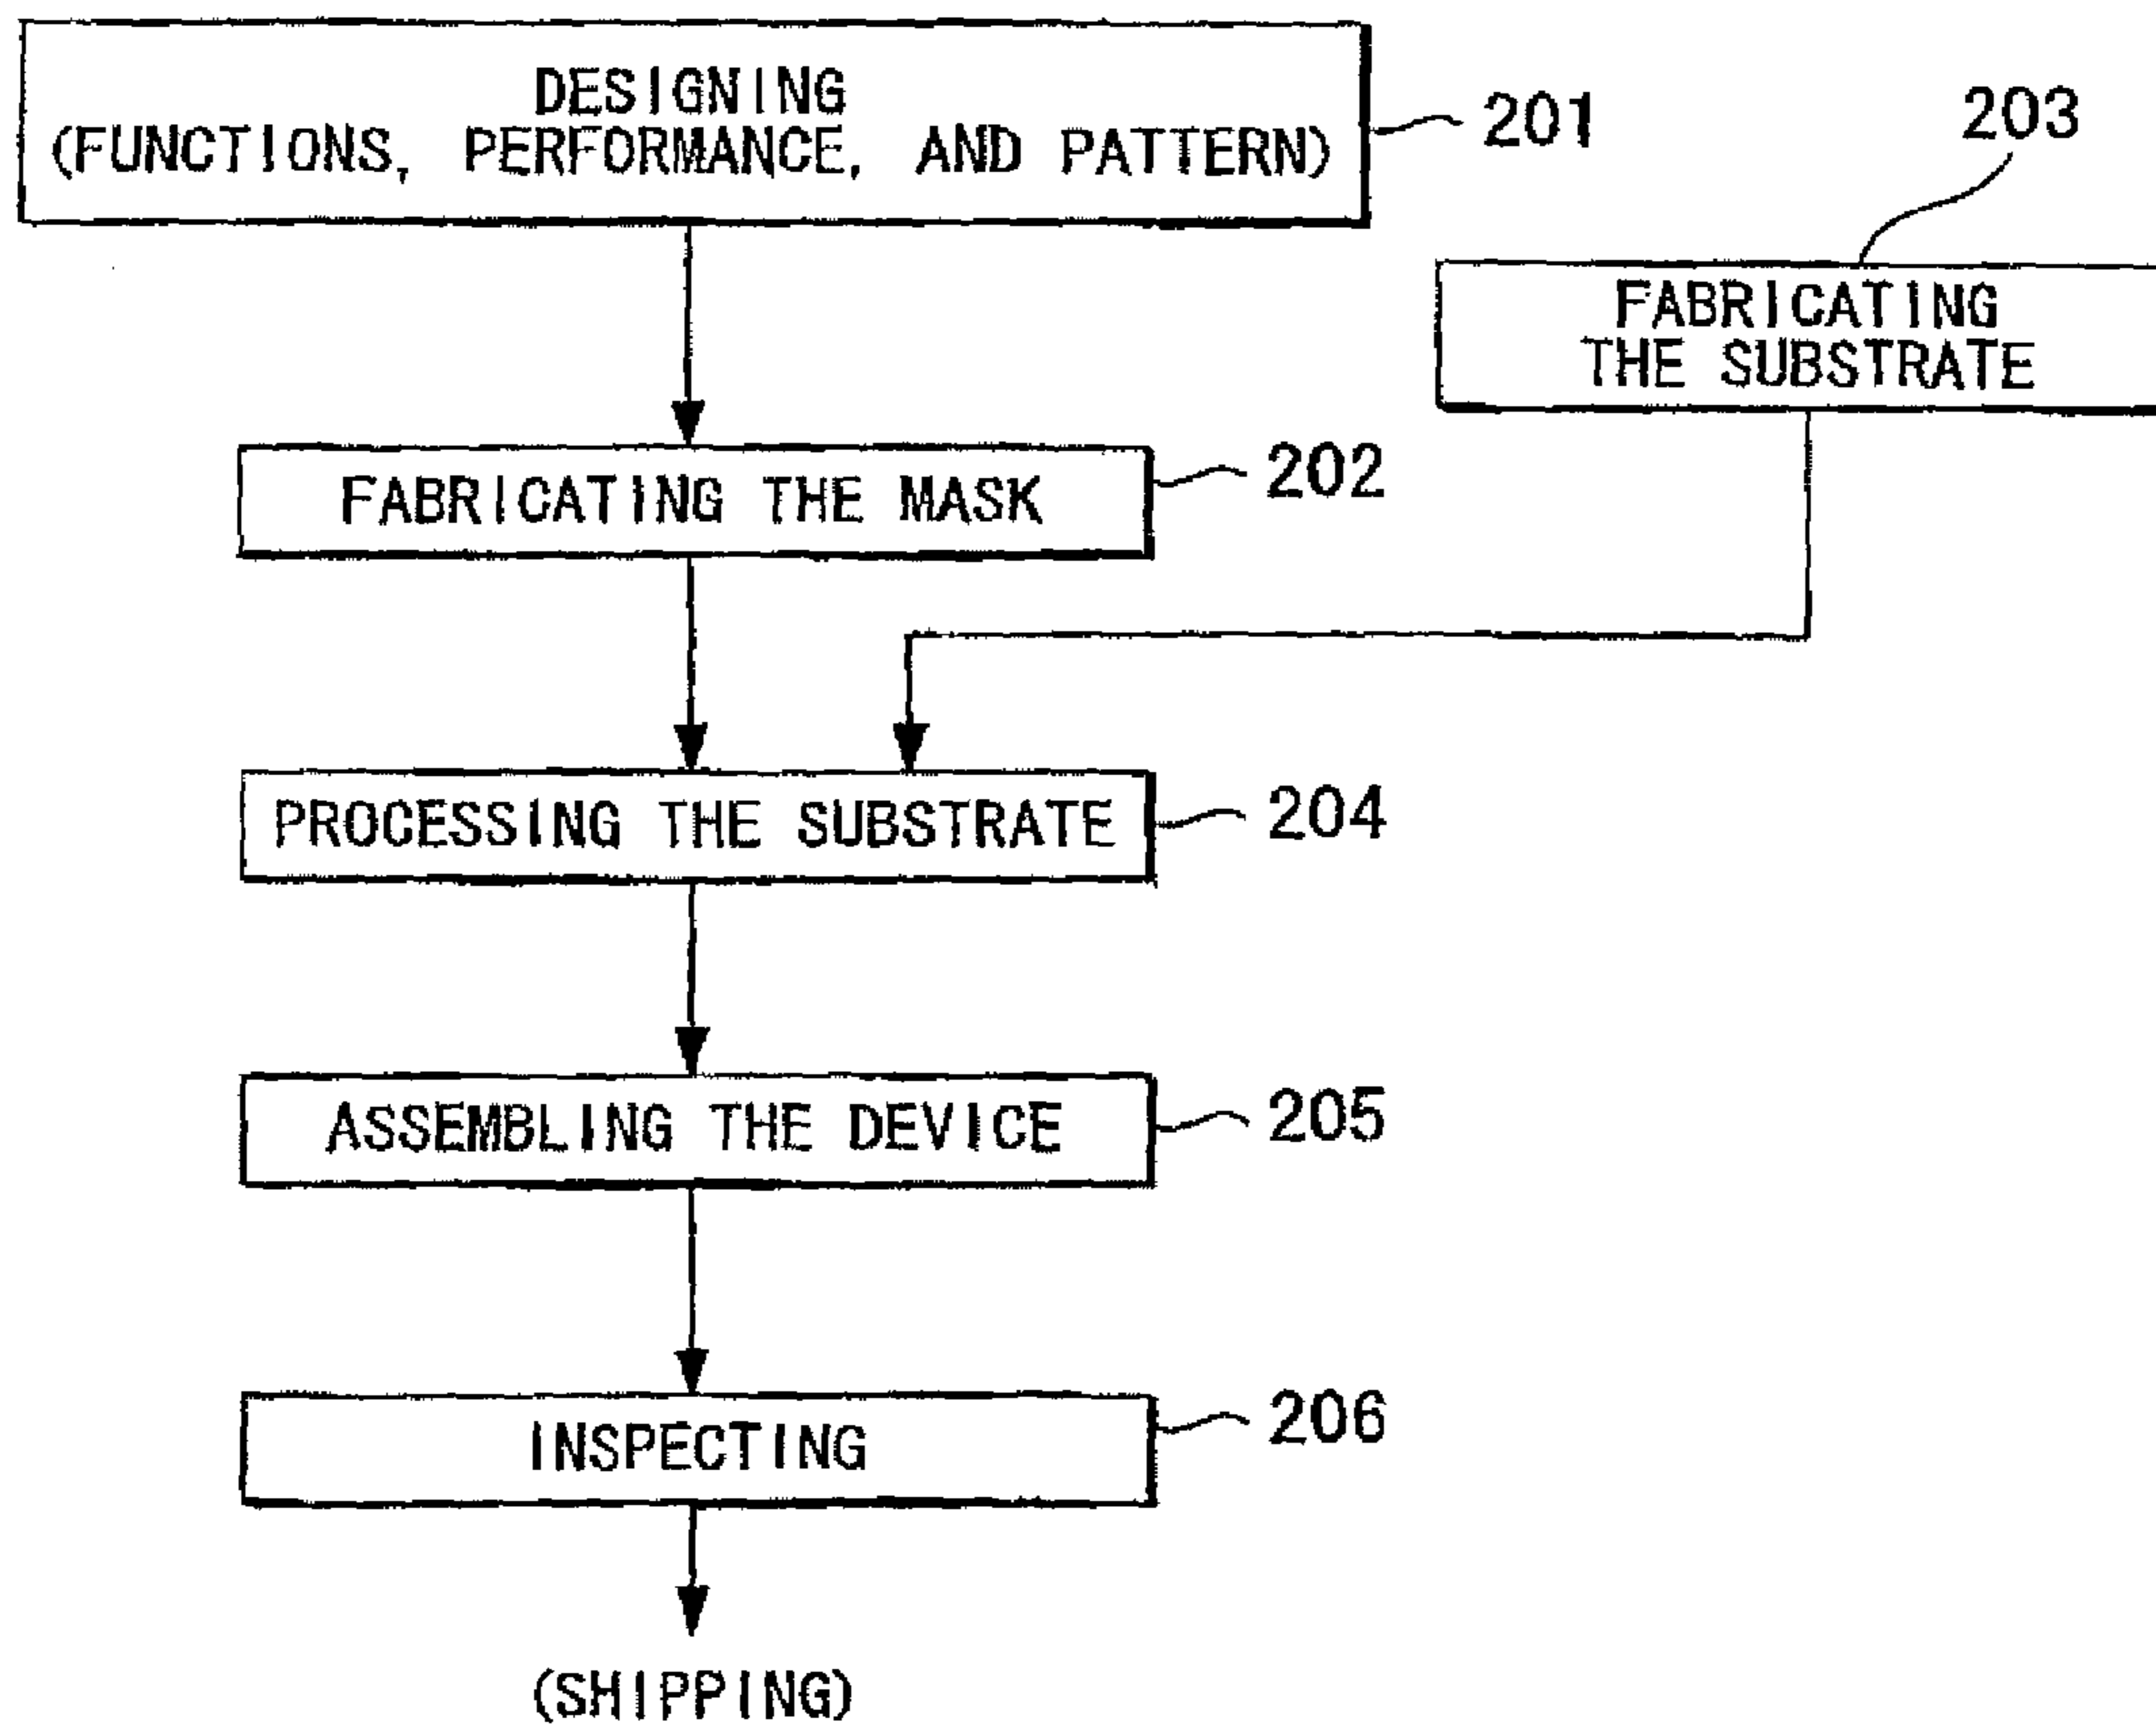 DESIGNING
(FUNCTIONS, PERFORMANCE, AND PATTERN)
201
203
FABRICATING
THE SUBSTRATE
FABRICATING THE MASK
202
PROCESSING THE SUBSTRATE
204
ASSEMBLING THE DEVICE
205
INSPECTING
206
(SHIPPING)